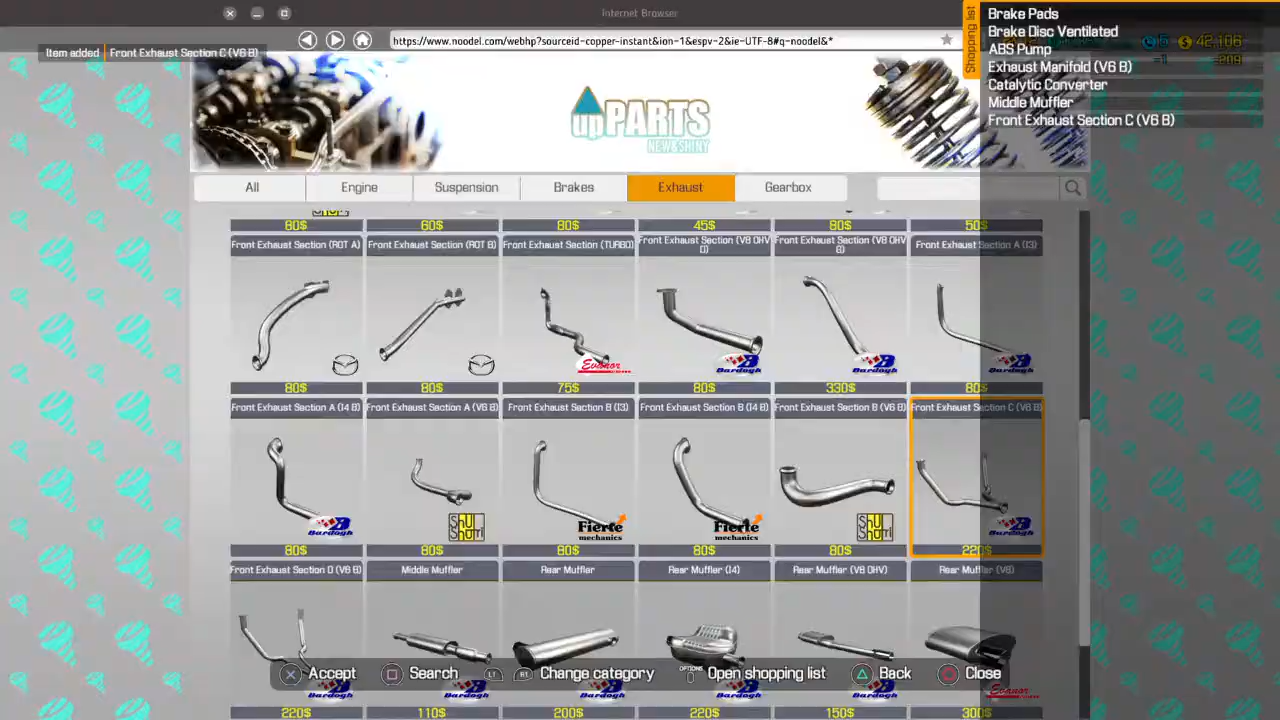 Internet Browser
https://www.noodel.com/webhp?sourceid-copper-instant&ion-1&espv-2&ie-UTF-8#q-noodel&*
Item added | Front Exhaust Section C (V6 B)
Shopping list
Brake Pads
Brake Disc Ventilated
ABS Pump
Exhaust Manifold (V6 B)
Catalytic Converter
Middle Muffler
Front Exhaust Section C (V6 B)
42,106
upPARTS
NEW&SHINY
All Engine Suspension Brakes Exhaust Gearbox
80$ 60$ 80$ 45$ 80$ 50$
Front Exhaust Section (ROT A) Front Exhaust Section (ROT B) Front Exhaust Section (TURBO) Front Exhaust Section (V8 OHV D) Front Exhaust Section (V8 OHV B) Front Exhaust Section A (I3)
Evanor Bardogh Bardogh Bardogh
80$ 80$ 75$ 80$ 330$ 80$
Front Exhaust Section A (I4 B) Front Exhaust Section A (V6 B) Front Exhaust Section B (I3) Front Exhaust Section B (I4 B) Front Exhaust Section B (V6 B) Front Exhaust Section C (V6 B)
Bardogh Fierte mechanics Fierte mechanics Bardogh
80$ 80$ 80$ 80$ 80$ 220$
Front Exhaust Section D (V6 B) Middle Muffler Rear Muffler Rear Muffler (I4) Rear Muffler (V8 OHV) Rear Muffler (V6)
Accept Search L1 R1 Change category OPTIONS Open shopping list Back Close
Bardogh Bardogh Bardogh Bardogh Bardogh Evanor
220$ 110$ 200$ 220$ 150$ 300$